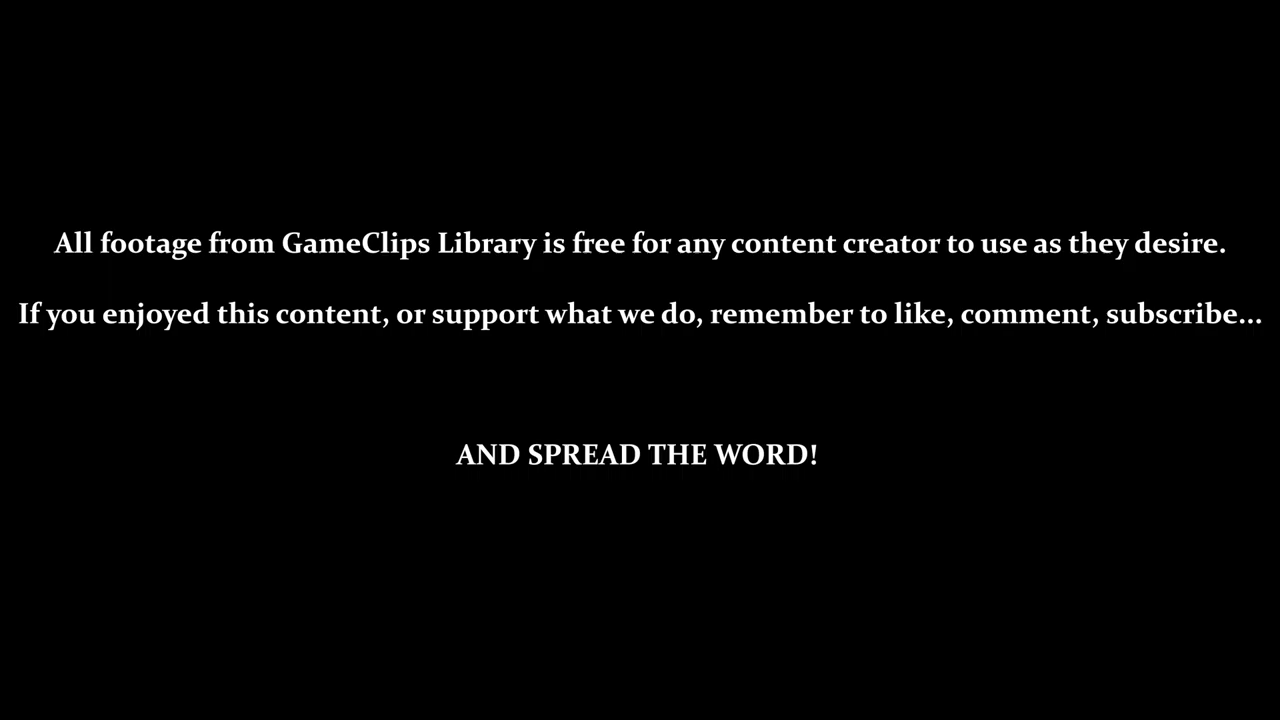 All footage from GameClips Library is free for any content creator to use as they desire.
If you enjoyed this content, or support what we do, remember to like, comment, subscribe...
AND SPREAD THE WORD!